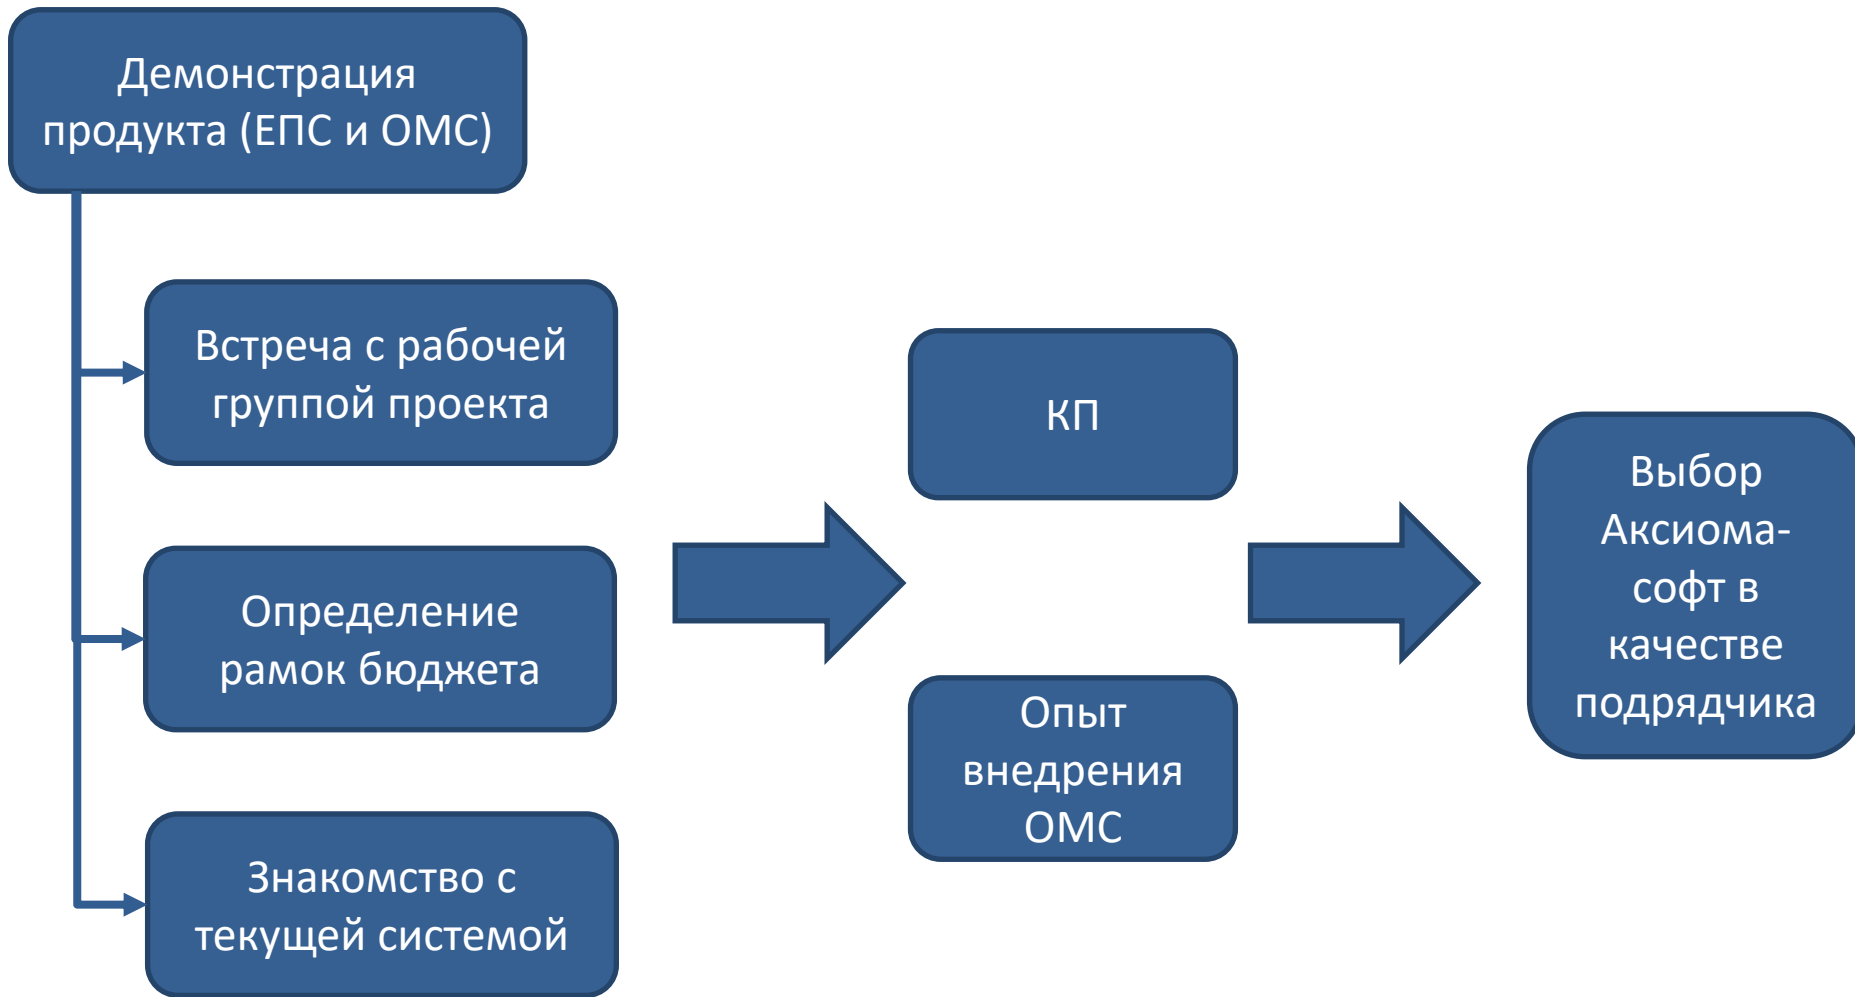 Демонстрация
продукта (ЕПС и ОМС)
Встреча с рабочей
группой проекта
Определение
рамок бюджета
Знакомство с
текущей системой
КП
Опыт
внедрения
ОМС
Выбор
Аксиома-
софт в
качестве
подрядчика